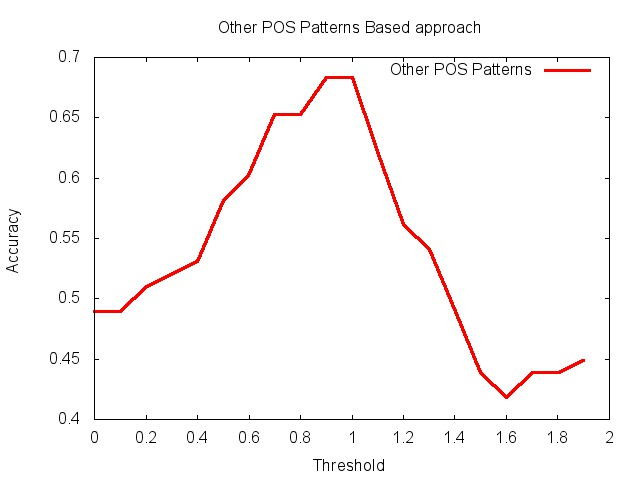 Other POS Patterns Based approach
Other POS Patterns
0.7
0.65
0.6
0.55
0.5
0.45
0.4
Accuracy
0 0.2 0.4 0.6 0.8 1 1.2 1.4 1.6 1.8 2
Threshold